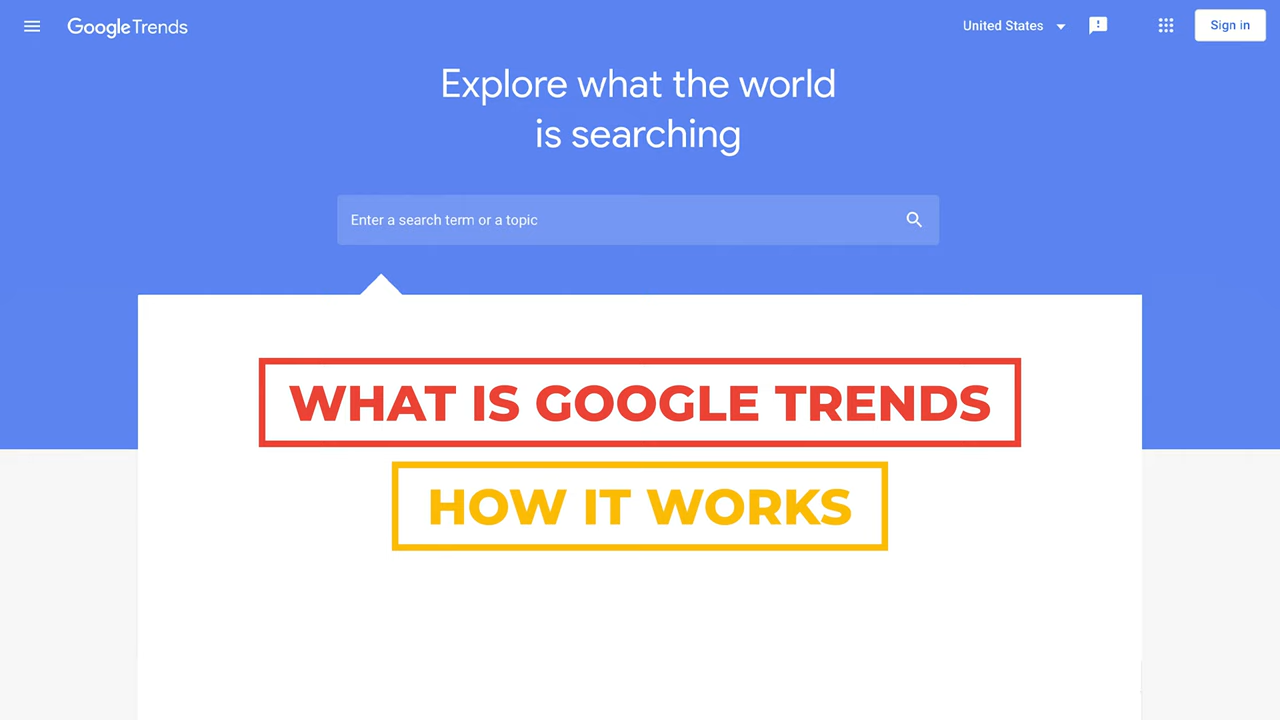 Google Trends
United States
Sign in
Explore what the world
is searching
Enter a search term or a topic
WHAT IS GOOGLE TRENDS
HOW IT WORKS